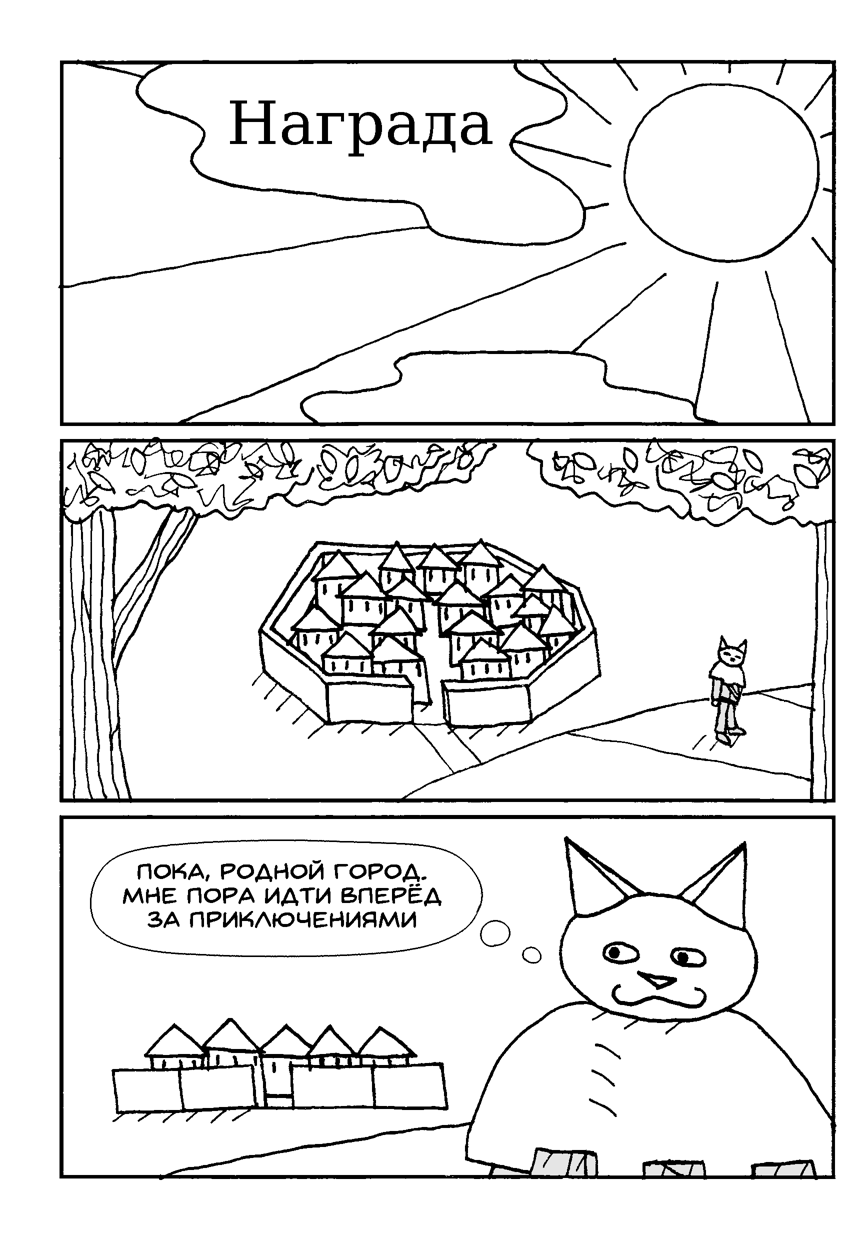 Награда
ПОКА, РОДНОЙ ГОРОД.
МНЕ ПОРА ИДТИ ВПЕРЁД
ЗА ПРИКЛЮЧЕНИЯМИ